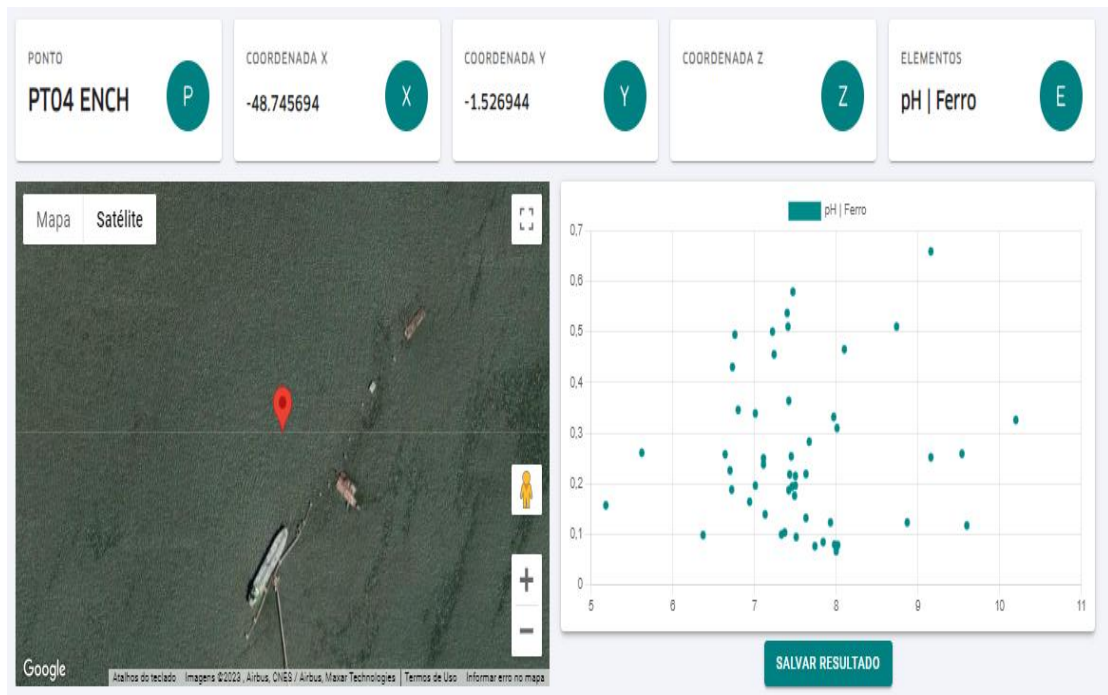 PONTO
PT04 ENCH
P
COORDENADA X
-48.745694
X
COORDENADA Y
-1.526944
Y
COORDENADA Z
Z
ELEMENTOS
pH | Ferro
E
Mapa
Satélite
Google
Atalhos do teclado
Imagens ©2023 , Airbus, CNES / Airbus, Maxar Technologies
Termos de Uso
Informar erro no mapa
pH | Ferro
0,7
0,6
0,5
0,4
0,3
0,2
0,1
0
5
6
7
8
9
10
11
SALVAR RESULTADO